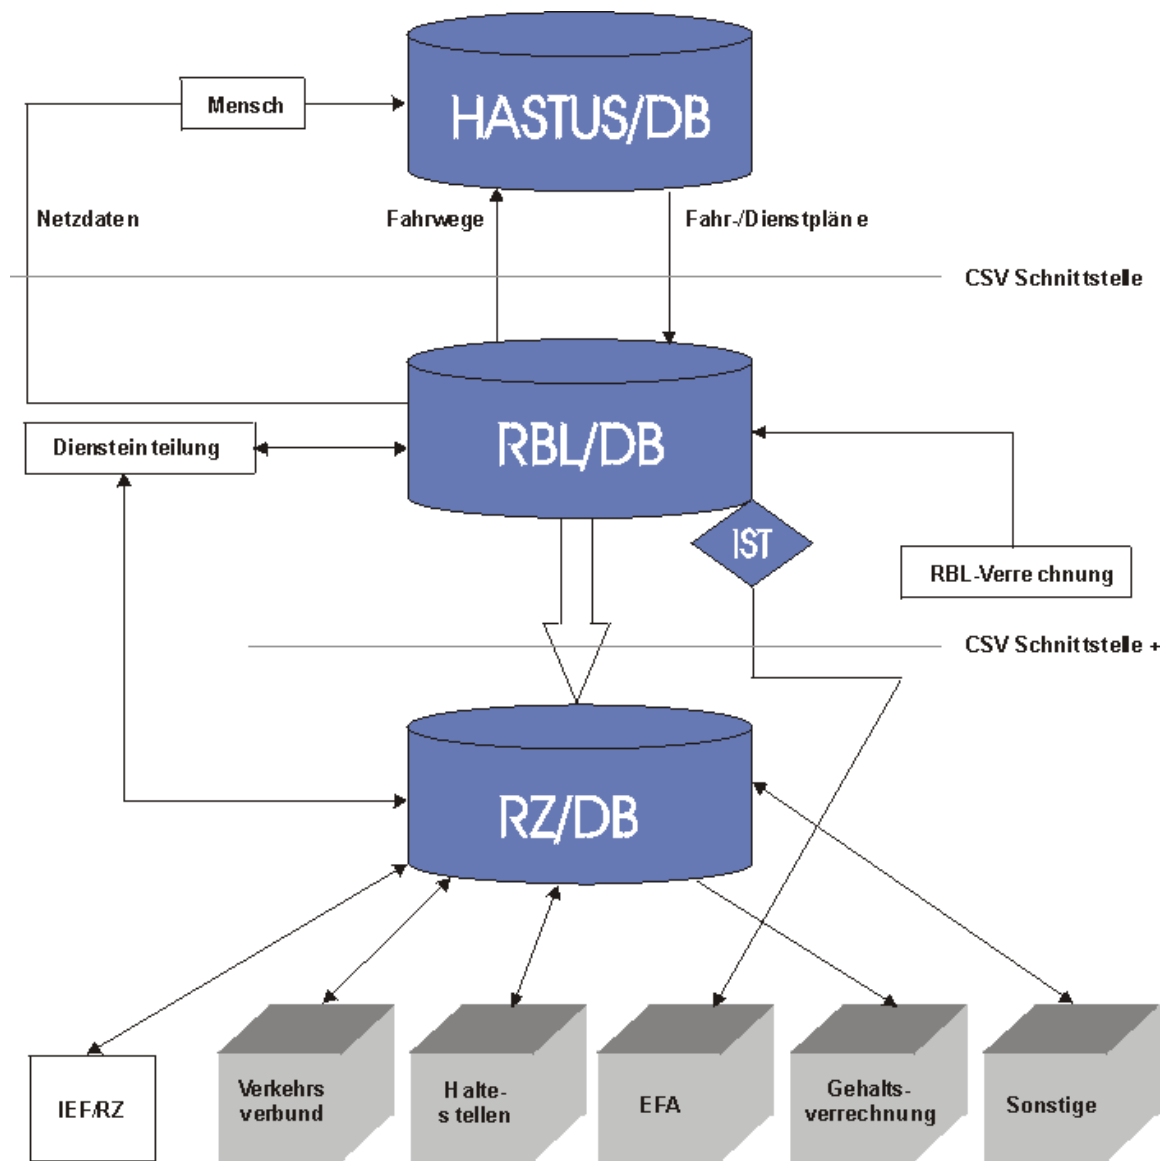 HASTUS/DB
Mensch
Netzdaten
Fahrwege
Fahr-/Dienstpläne
CSV Schnittstelle
RBL/DB
Diensteinteilung
IST
RBL-Verrechnung
CSV Schnittstelle +
RZ/DB
IEF/RZ
Verkehrs
verbund
Halte-
stellen
EFA
Gehalts-
verrechnung
Sonstige